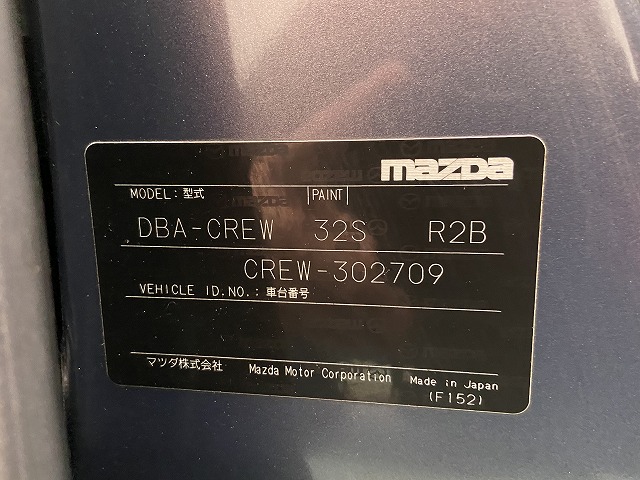 mazda
MODEL：型式 PAINT
DBA-CREW 32S R2B
CREW-302709
VEHICLE ID.NO.：車台番号
マツダ株式会社 Mazda Motor Corporation Made in Japan
(F152)